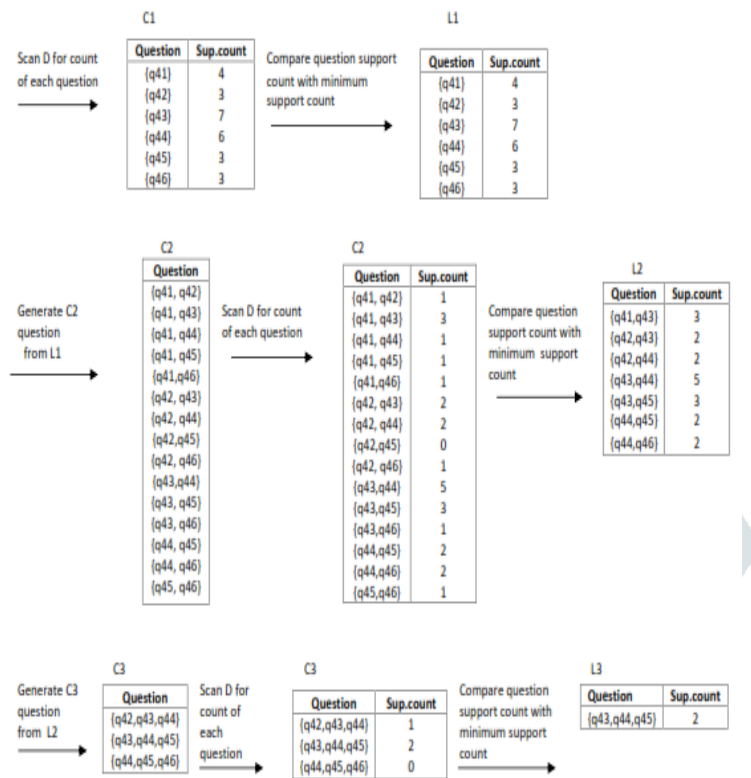 C1
L1
Scan D for count
of each question
Question Sup.count
{q41} 4
{q42} 3
{q43} 7
{q44} 6
{q45} 3
{q46} 3
Compare question support
count with minimum
support count
Question Sup.count
{q41} 4
{q42} 3
{q43} 7
{q44} 6
{q45} 3
{q46} 3
C2
Generate C2
question
from L1
Question
{q41, q42}
{q41, q43}
{q41, q44}
{q41, q45}
{q41,q46}
{q42, q43}
{q42, q44}
{q42,q45}
{q42, q46}
{q43,q44}
{q43, q45}
{q43, q46}
{q44, q45}
{q44, q46}
{q45, q46}
Scan D for count
of each question
C2
Question Sup.count
{q41, q42} 1
{q41, q43} 3
{q41, q44} 1
{q41, q45} 1
{q41,q46} 1
{q42, q43} 2
{q42, q44} 2
{q42,q45} 0
{q42, q46} 1
{q43,q44} 5
{q43,q45} 3
{q43,q46} 1
{q44,q45} 2
{q44,q46} 2
{q45,q46} 1
Compare question
support count with
minimum support
count
L2
Question Sup.count
{q41,q43} 3
{q42,q43} 2
{q42,q44} 2
{q43,q44} 5
{q43,q45} 3
{q44,q45} 2
{q44,q46} 2
Generate C3
question
from L2
C3
Question
{q42,q43,q44}
{q43,q44,q45}
{q44,q45,q46}
Scan D for
count of
each
question
C3
Question Sup.count
{q42,q43,q44} 1
{q43,q44,q45} 2
{q44,q45,q46} 0
Compare question
support count with
minimum support
count
L3
Question Sup.count
{q43,q44,q45} 2